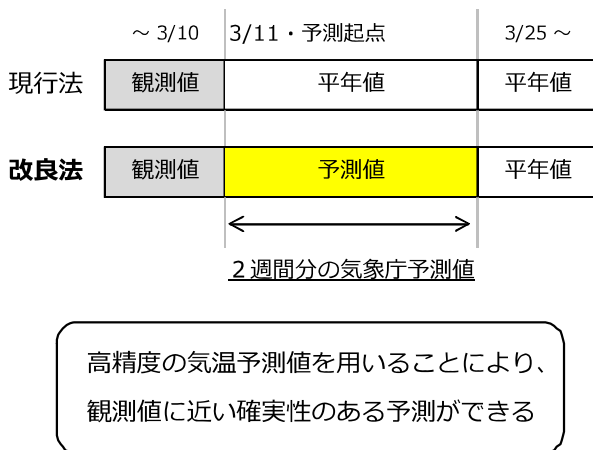 ～ 3/10 3/11・予測起点 3/25 ～
現行法 観測値 平年値 平年値
改良法 観測値 予測値 平年値
２週間分の気象庁予測値
高精度の気温予測値を用いることにより、
観測値に近い確実性のある予測ができる